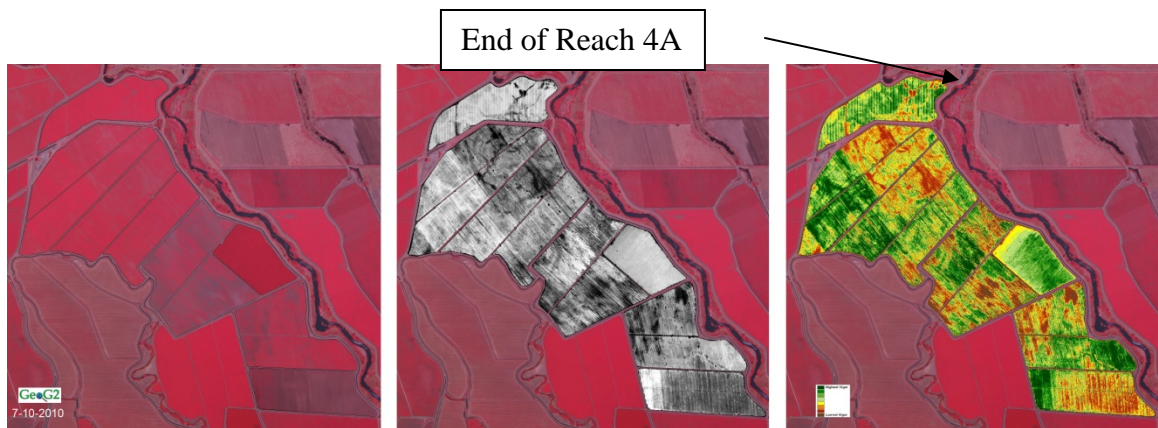 End of Reach 4A
GeoG2
7-10-2010
Highest Vigor
Lowest Vigor